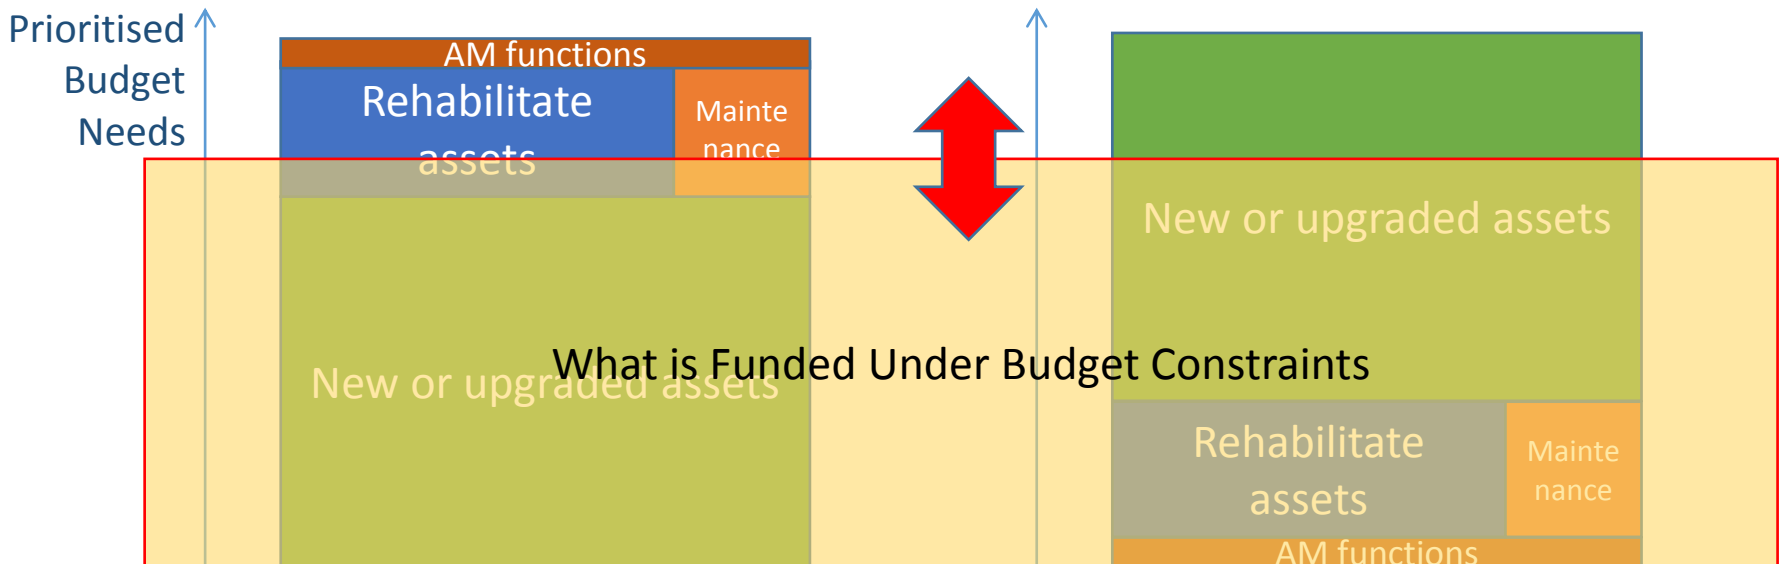 Prioritised
Budget
Needs
AM functions
Rehabilitate
assets
Mainte
nance
New or upgraded assets
What is Funded Under Budget Constraints
New or upgraded assets
Rehabilitate
assets
Mainte
nance
AM functions